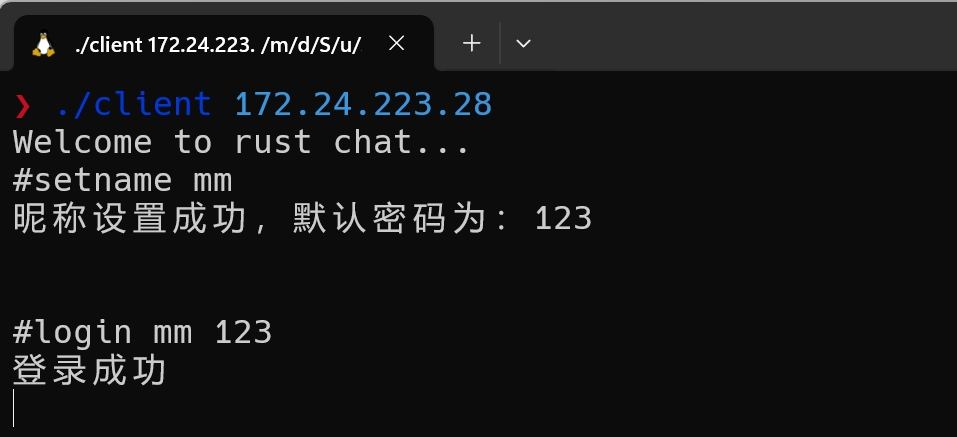 ./client 172.24.223. /m/d/S/u/
❯ ./client 172.24.223.28
Welcome to rust chat...
#setname mm
昵称设置成功，默认密码为：123
#login mm 123
登录成功